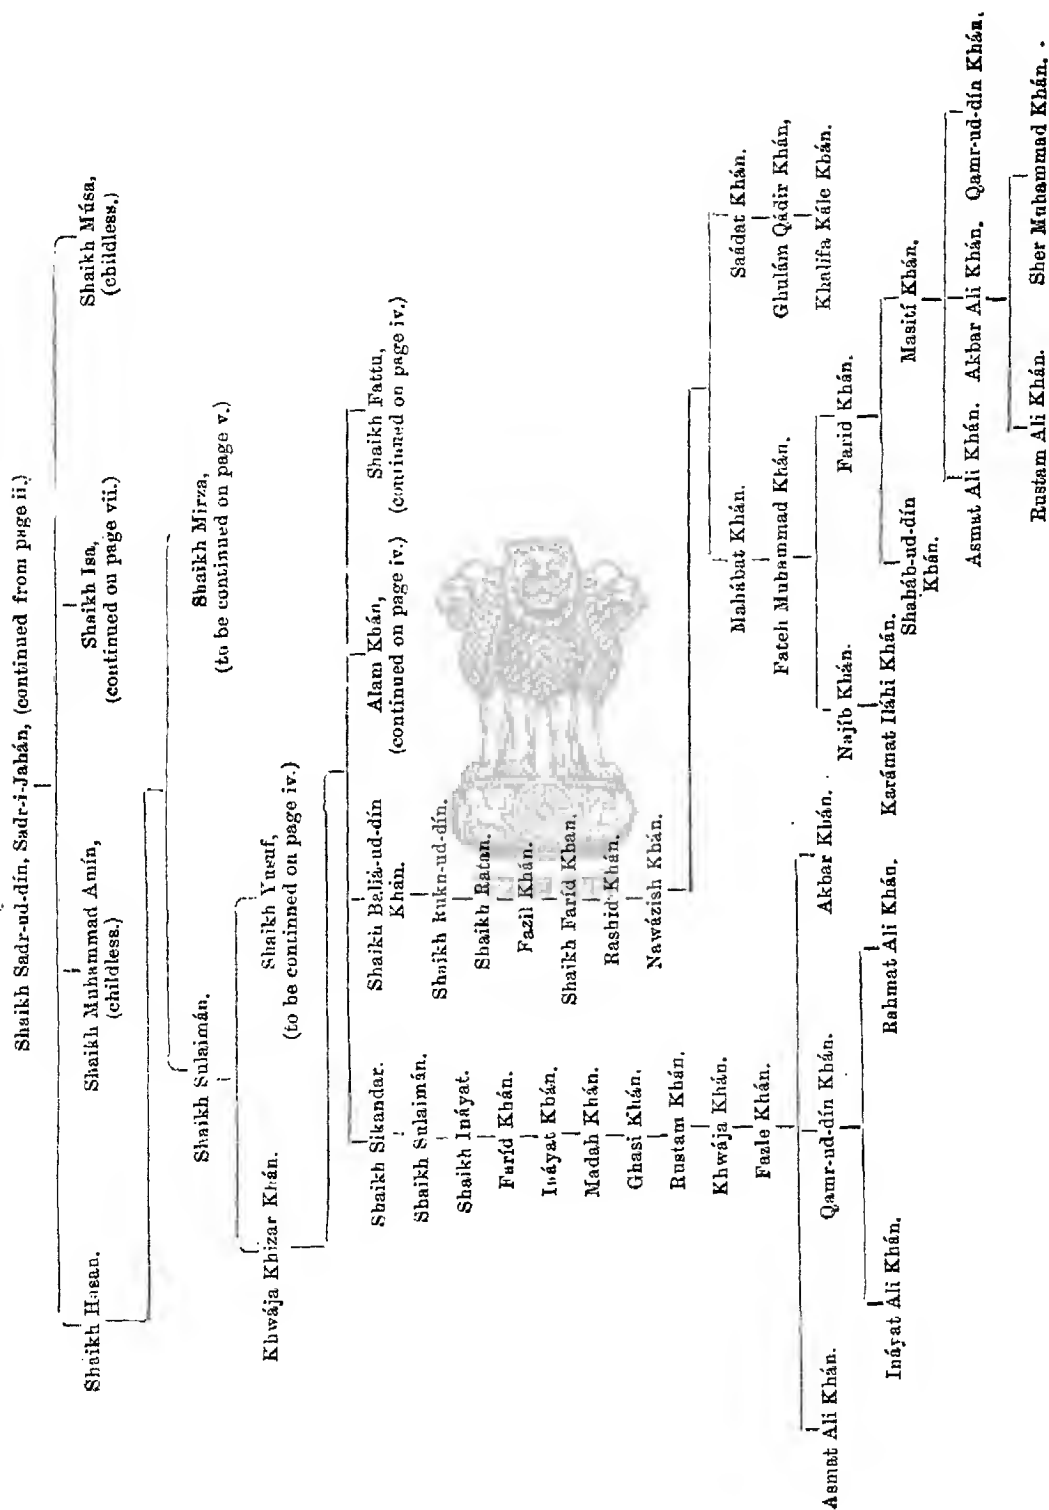 Shaikh Sadr-ud-dín, Sadr-i-Jahán, (continued from page ii.)
Shaikh Hasan.
Shaikh Muhammad Amín,
(childless.)
Shaikh Isa,
(continued on page vii.)
Shaikh Músa,
(childless.)
Shaikh Sulaimán.
Shaikh Mirza,
(to be continued on page v.)
Khwája Khizar Khán.
Shaikh Yusuf,
(to be continued on page iv.)
Shaikh Sikandar.
Shaikh Bahá-ud-dín
Khán.
Alam Khán,
(continued on page iv.)
Shaikh Fattu,
(continued on page iv.)
Shaikh Sulaimán.
Shaikh Ináyat.
Faríd Khán.
Ináyat Khán.
Madah Khán.
Ghasi Khán.
Rustam Khán.
Khwája Khán.
Fazle Khán.
Shaikh Rukn-ud-dín.
Shaikh Ratan.
Fazil Khán.
Shaikh Faríd Khan.
Rashid Khán.
Nawázish Khán.
Mahábat Khán.
Saádat Khán.
Fateh Muhammad Khán.
Ghulám Qádir Khán,
Khalifa Kále Khán.
Najíb Khán.
Farid Khán.
Karámat Iláhi Khán.
Shaháb-ud-dín
Khán.
Masití Khán.
Asmat Ali Khán.
Qamr-ud-dín Khán.
Akbar Khán.
Ináyat Ali Khán.
Rahmat Ali Khán.
Asmat Ali Khán. Akbar Ali Khán. Qamr-ud-dín Khán.
Rustam Ali Khán. Sher Muhammad Khán.